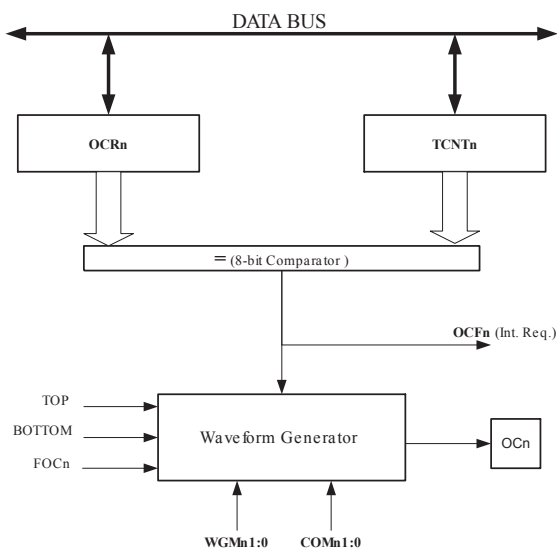 DATA BUS
OCRn
TCNTn
= (8-bit Comparator )
OCFn (Int. Req.)
TOP
BOTTOM
FOCn
Waveform Generator
OCn
WGMn1:0
COMn1:0